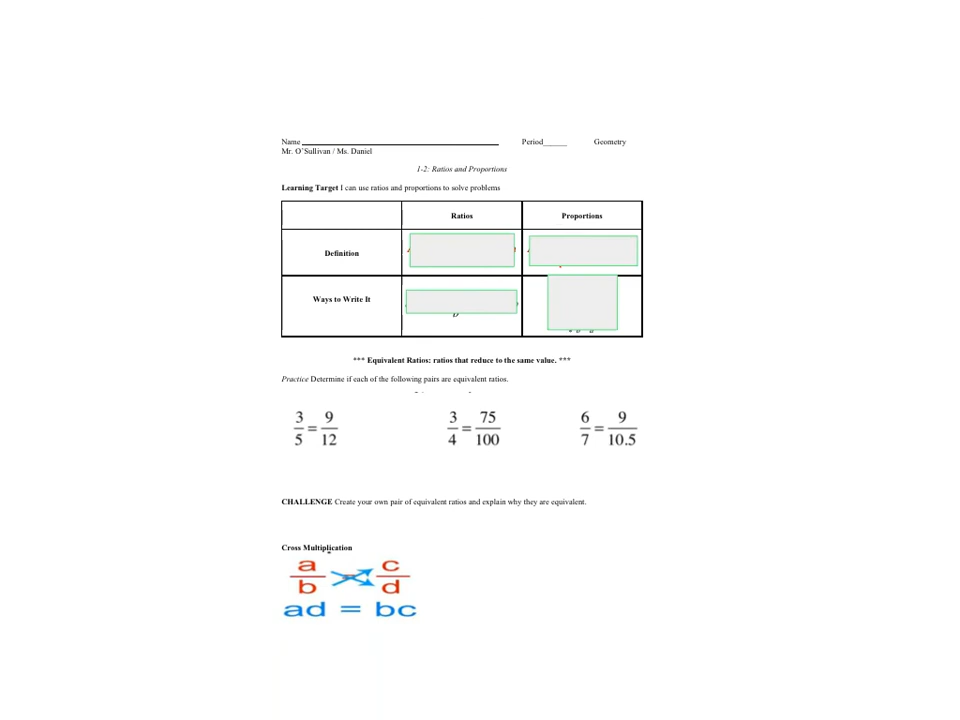 Name____________ Period______ Geometry
Mr. O'Sullivan / Ms. Daniel
1-2: Ratios and Proportions
Learning Target I can use ratios and proportions to solve problems
Ratios Proportions
Definition
Ways to Write It
*** Equivalent Ratios: ratios that reduce to the same value. ***
Practice Determine if each of the following pairs are equivalent ratios.
3/5 = 9/12 3/4 = 75/100 6/7 = 9/10.5
CHALLENGE Create your own pair of equivalent ratios and explain why they are equivalent.
Cross Multiplication
a/b = c/d
ad = bc